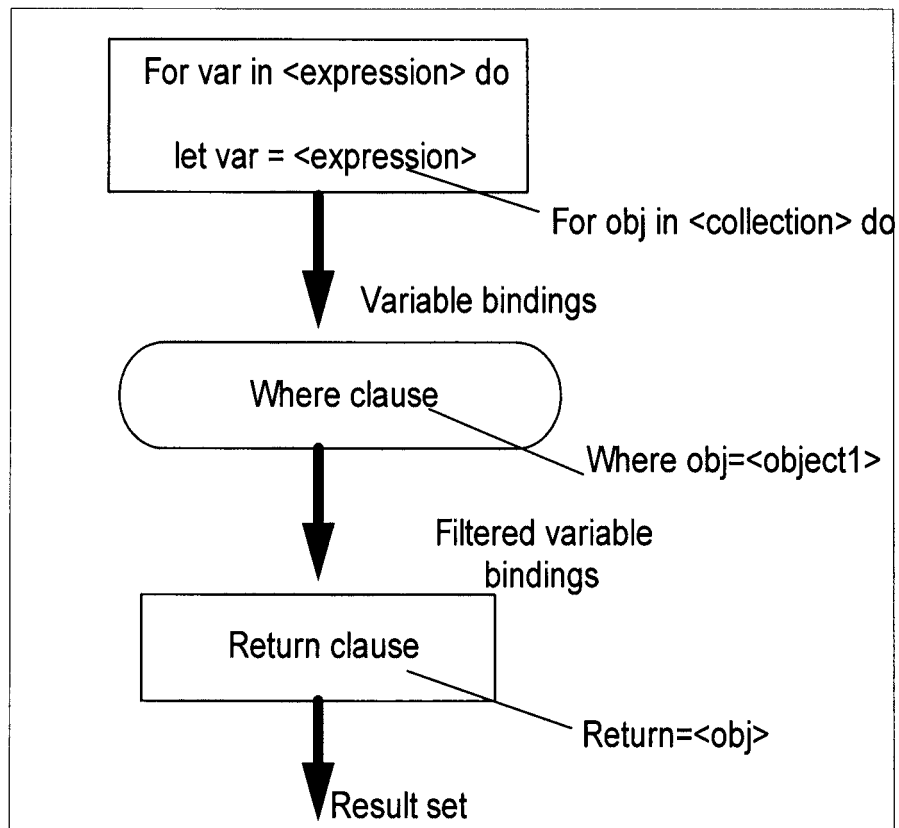 For var in <expression> do
let var = <expression>
For obj in <collection> do
Variable bindings
Where clause
Where obj=<object1>
Filtered variable
bindings
Return clause
Return=<obj>
Result set